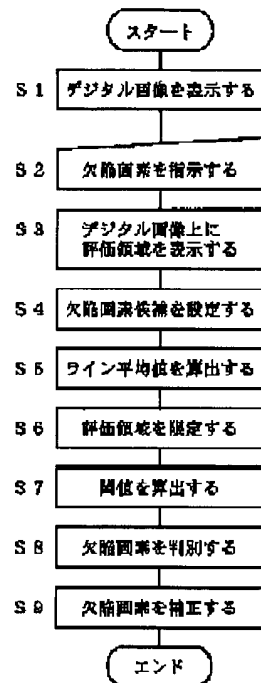 スタート
S1 デジタル画像を表示する
S2 欠陥画素を指示する
S3 デジタル画像上に
評価領域を表示する
S4 欠陥画素候補を設定する
S5 ライン平均値を算出する
S6 評価領域を限定する
S7 閾値を算出する
S8 欠陥画素を判別する
S9 欠陥画素を補正する
エンド